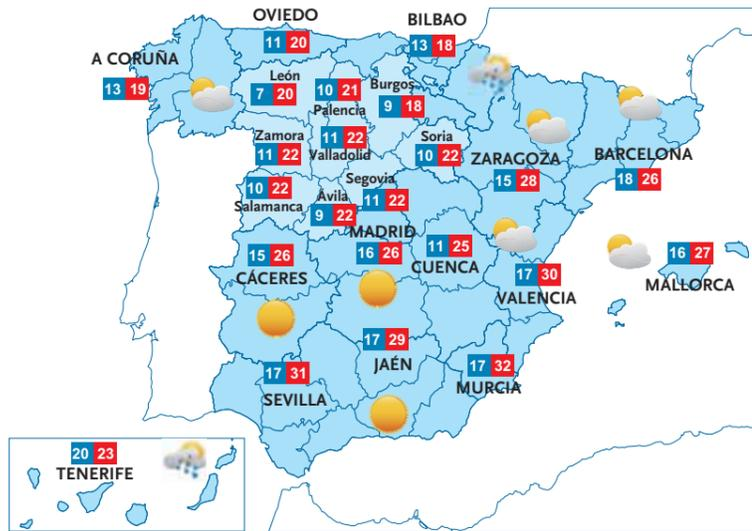 OVIEDO
11 20
BILBAO
13 18
A CORUÑA
13 19
León
7 20
10 21
Palencia
Burgos
9 18
Zamora
11 22
11 22
Valladolid
Soria
10 22
ZARAGOZA
15 28
BARCELONA
18 26
10 22
Salamanca
Ávila
9 22
Segovia
11 22
MADRID
16 26
11 25
CUENCA
15 26
CÁCERES
17 30
VALENCIA
16 27
MALLORCA
17 29
JAÉN
17 32
MURCIA
17 31
SEVILLA
20 23
TENERIFE